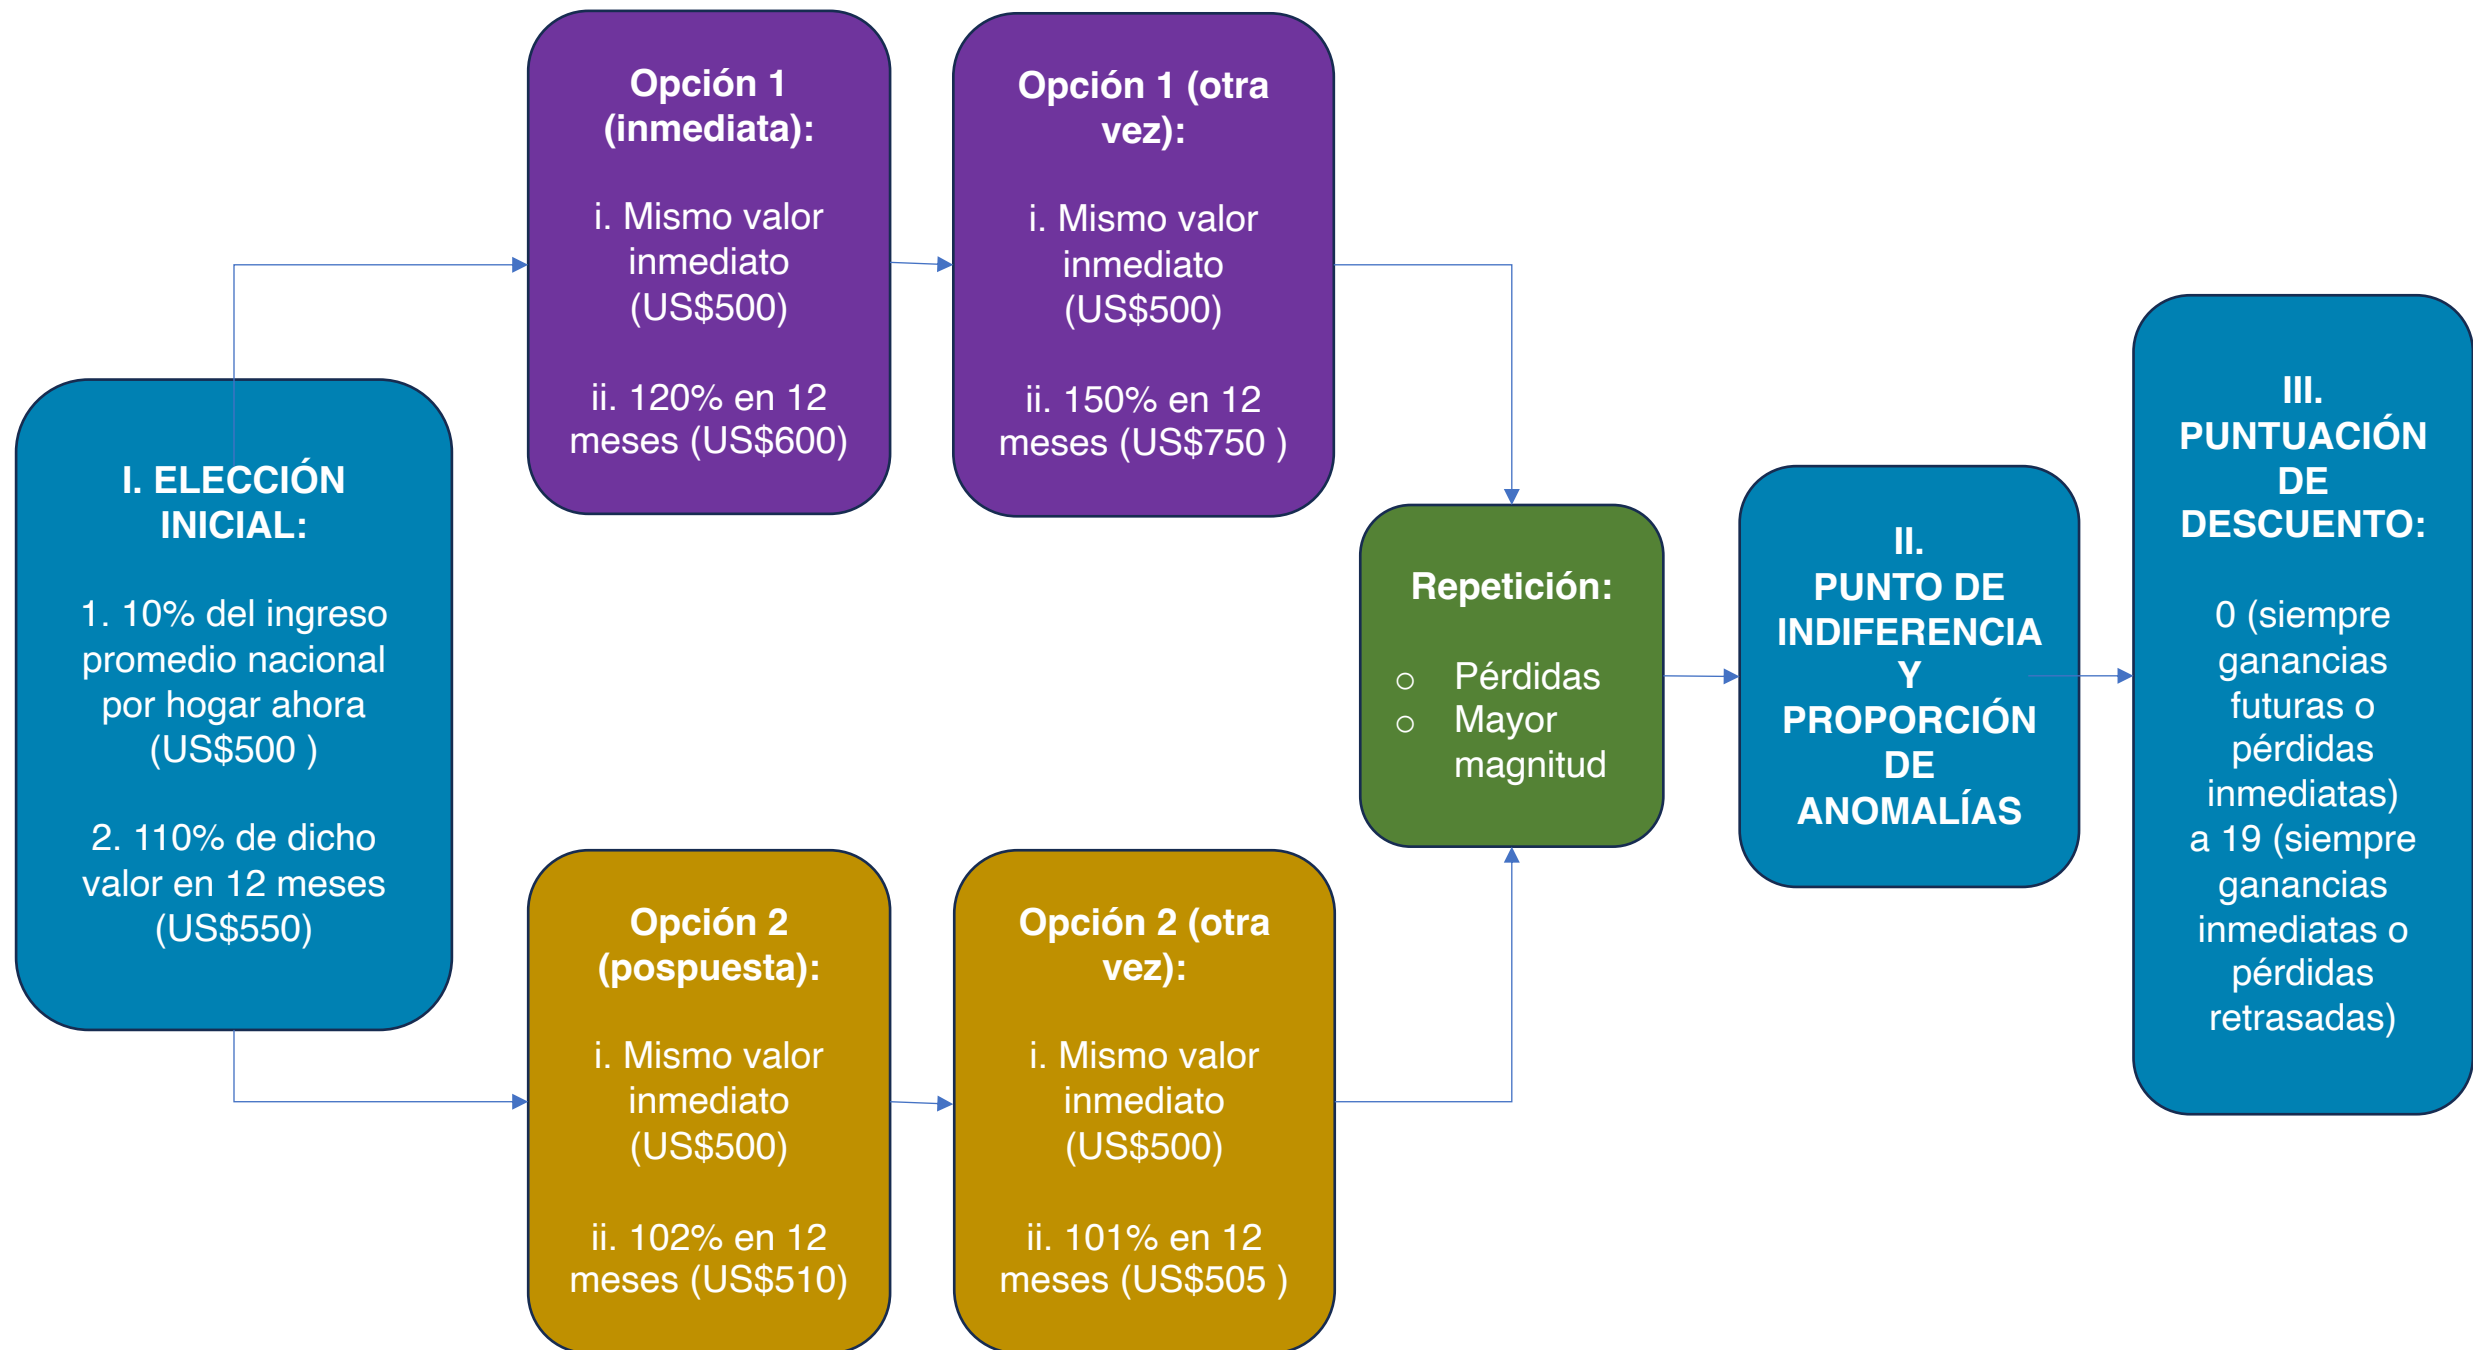 I. ELECCIÓN
INICIAL:
1. 10% del ingreso
promedio nacional
por hogar ahora
(US$500 )
2. 110% de dicho
valor en 12 meses
(US$550)
Opción 1
(inmediata):
i. Mismo valor
inmediato
(US$500)
ii. 120% en 12
meses (US$600)
Opción 1 (otra
vez):
i. Mismo valor
inmediato
(US$500)
ii. 150% en 12
meses (US$750 )
Opción 2
(pospuesta):
i. Mismo valor
inmediato
(US$500)
ii. 102% en 12
meses (US$510)
Opción 2 (otra
vez):
i. Mismo valor
inmediato
(US$500)
ii. 101% en 12
meses (US$505 )
Repetición:
○ Pérdidas
○ Mayor
magnitud
II.
PUNTO DE
INDIFERENCIA
Y
PROPORCIÓN
DE
ANOMALÍAS
III.
PUNTUACIÓN
DE
DESCUENTO:
0 (siempre
ganancias
futuras o
pérdidas
inmediatas)
a 19 (siempre
ganancias
inmediatas o
pérdidas
retrasadas)